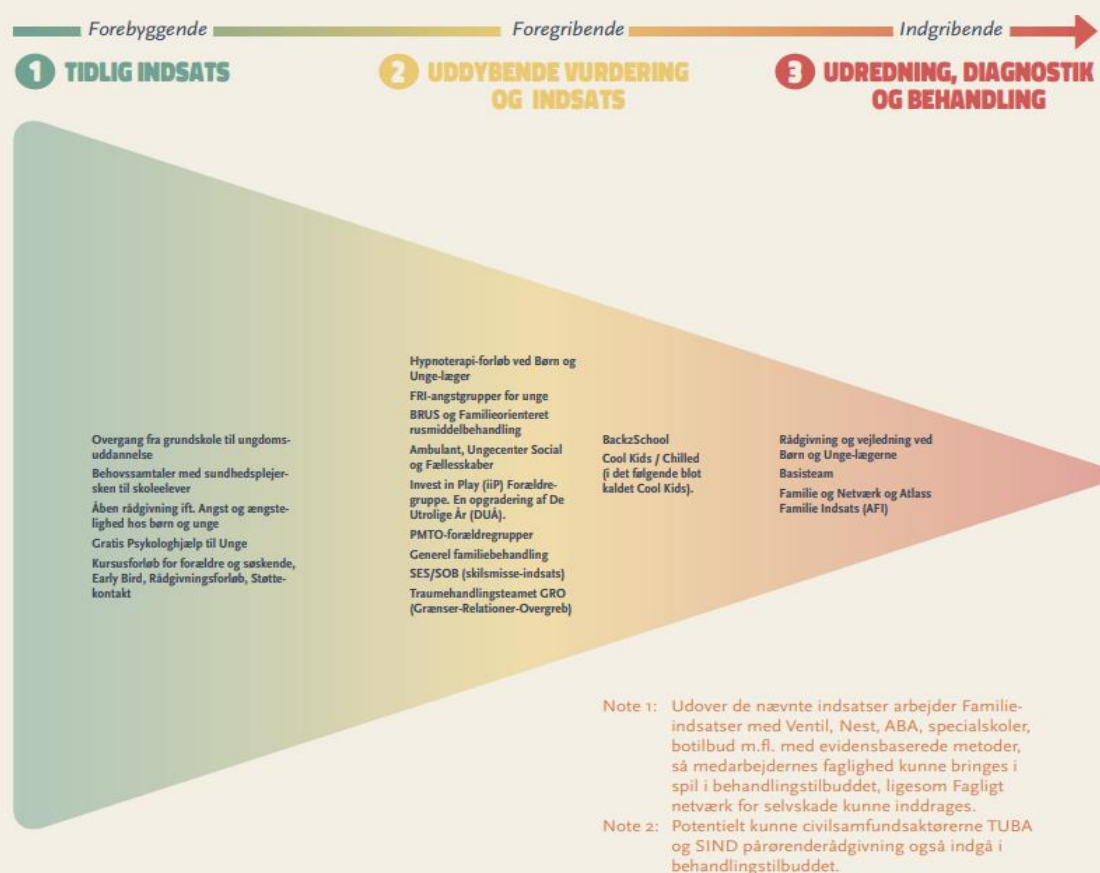 Forebyggende
Foregribende
Indgribende
1 TIDLIG INDSATS
2 UDDYBENDE VURDERING
OG INDSATS
3 UDREDNING, DIAGNOSTIK
OG BEHANDLING
Overgang fra grundskole til ungdoms-
uddannelse
Behovssamtaler med sundhedsplejer-
sken til skoleelever
Åben rådgivning ift. Angst og ængste-
lighed hos børn og unge
Gratis Psykologhjælp til Unge
Kursusforløb for forældre og søskende,
Early Bird, Rådgivningsforløb, Støtte-
kontakt
Hypnoterapi-forløb ved Børn og
Unge-læger
FRI-angstgrupper for unge
BRUS og Familieorienteret
rusmiddelbehandling
Ambulant, Ungecenter Social
og Fællesskaber
Invest in Play (iiP) Forældre-
gruppe. En opgradering af De
Utrolige År (DUÅ).
PMTO-forældregrupper
Generel familiebehandling
SES/SOB (skilsmisse-indsats)
Traumehandlingsteamet GRO
(Grænser-Relationer-Overgreb)
Back2School
Cool Kids / Chilled
(i det følgende blot
kaldet Cool Kids).
Rådgivning og vejledning ved
Børn og Unge-lægerne
Basisteam
Familie og Netværk og Atlass
Familie Indsats (AFI)
Note 1: Udover de nævnte indsatser arbejder Familie-
indsatser med Ventil, Nest, ABA, specialskoler,
botilbud m.fl. med evidensbaserede metoder,
så medarbejdernes faglighed kunne bringes i
spil i behandlingstilbuddet, ligesom Fagligt
netværk for selvskade kunne inddrages.
Note 2: Potentielt kunne civilsamfundsaktørerne TUBA
og SIND pårørenderådgivning også indgå i
behandlingstilbuddet.